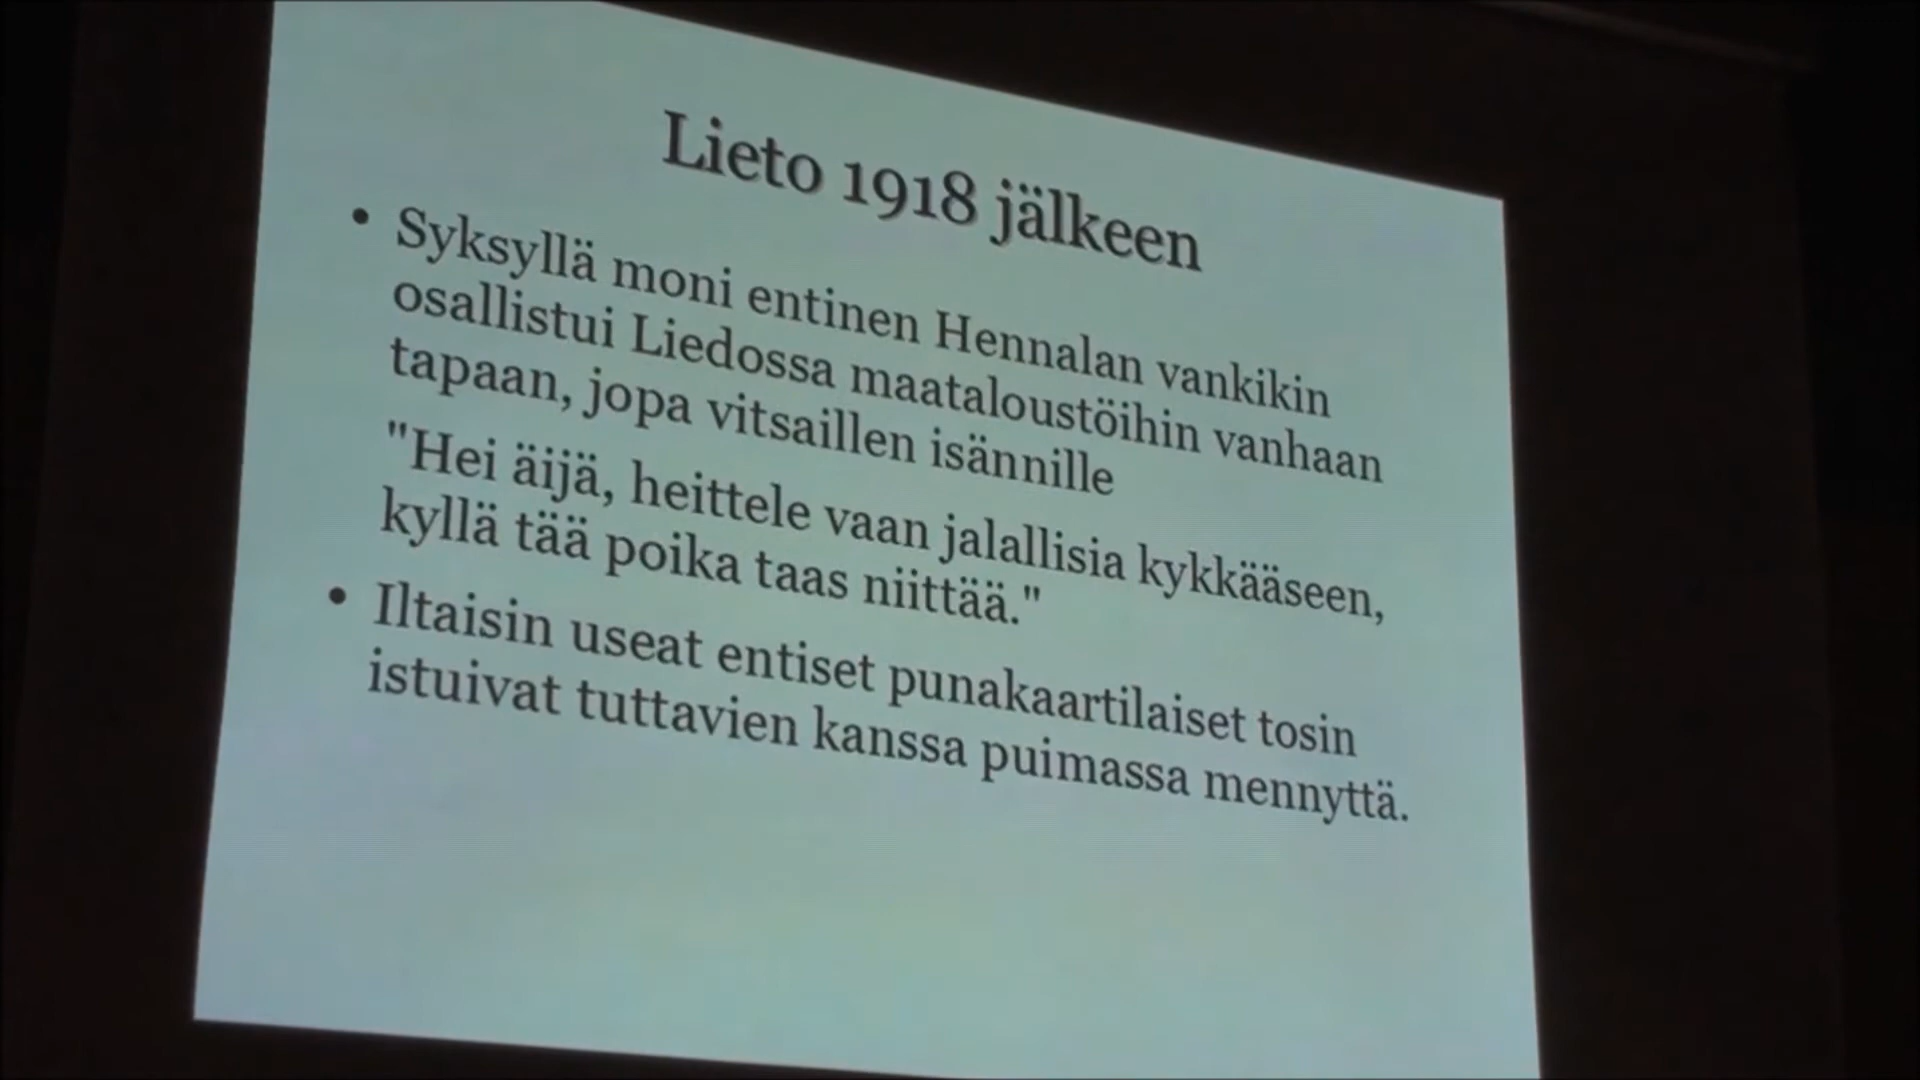 Lieto 1918 jälkeen
• Syksyllä moni entinen Hennalan vankikin
osallistui Liedossa maataloustöihin vanhaan
tapaan, jopa vitsaillen isännille
"Hei äijä, heittele vaan jalallisia kykkääseen,
kyllä tää poika taas niittää."
• Iltaisin useat entiset punakaartilaiset tosin
istuivat tuttavien kanssa puimassa mennyttä.